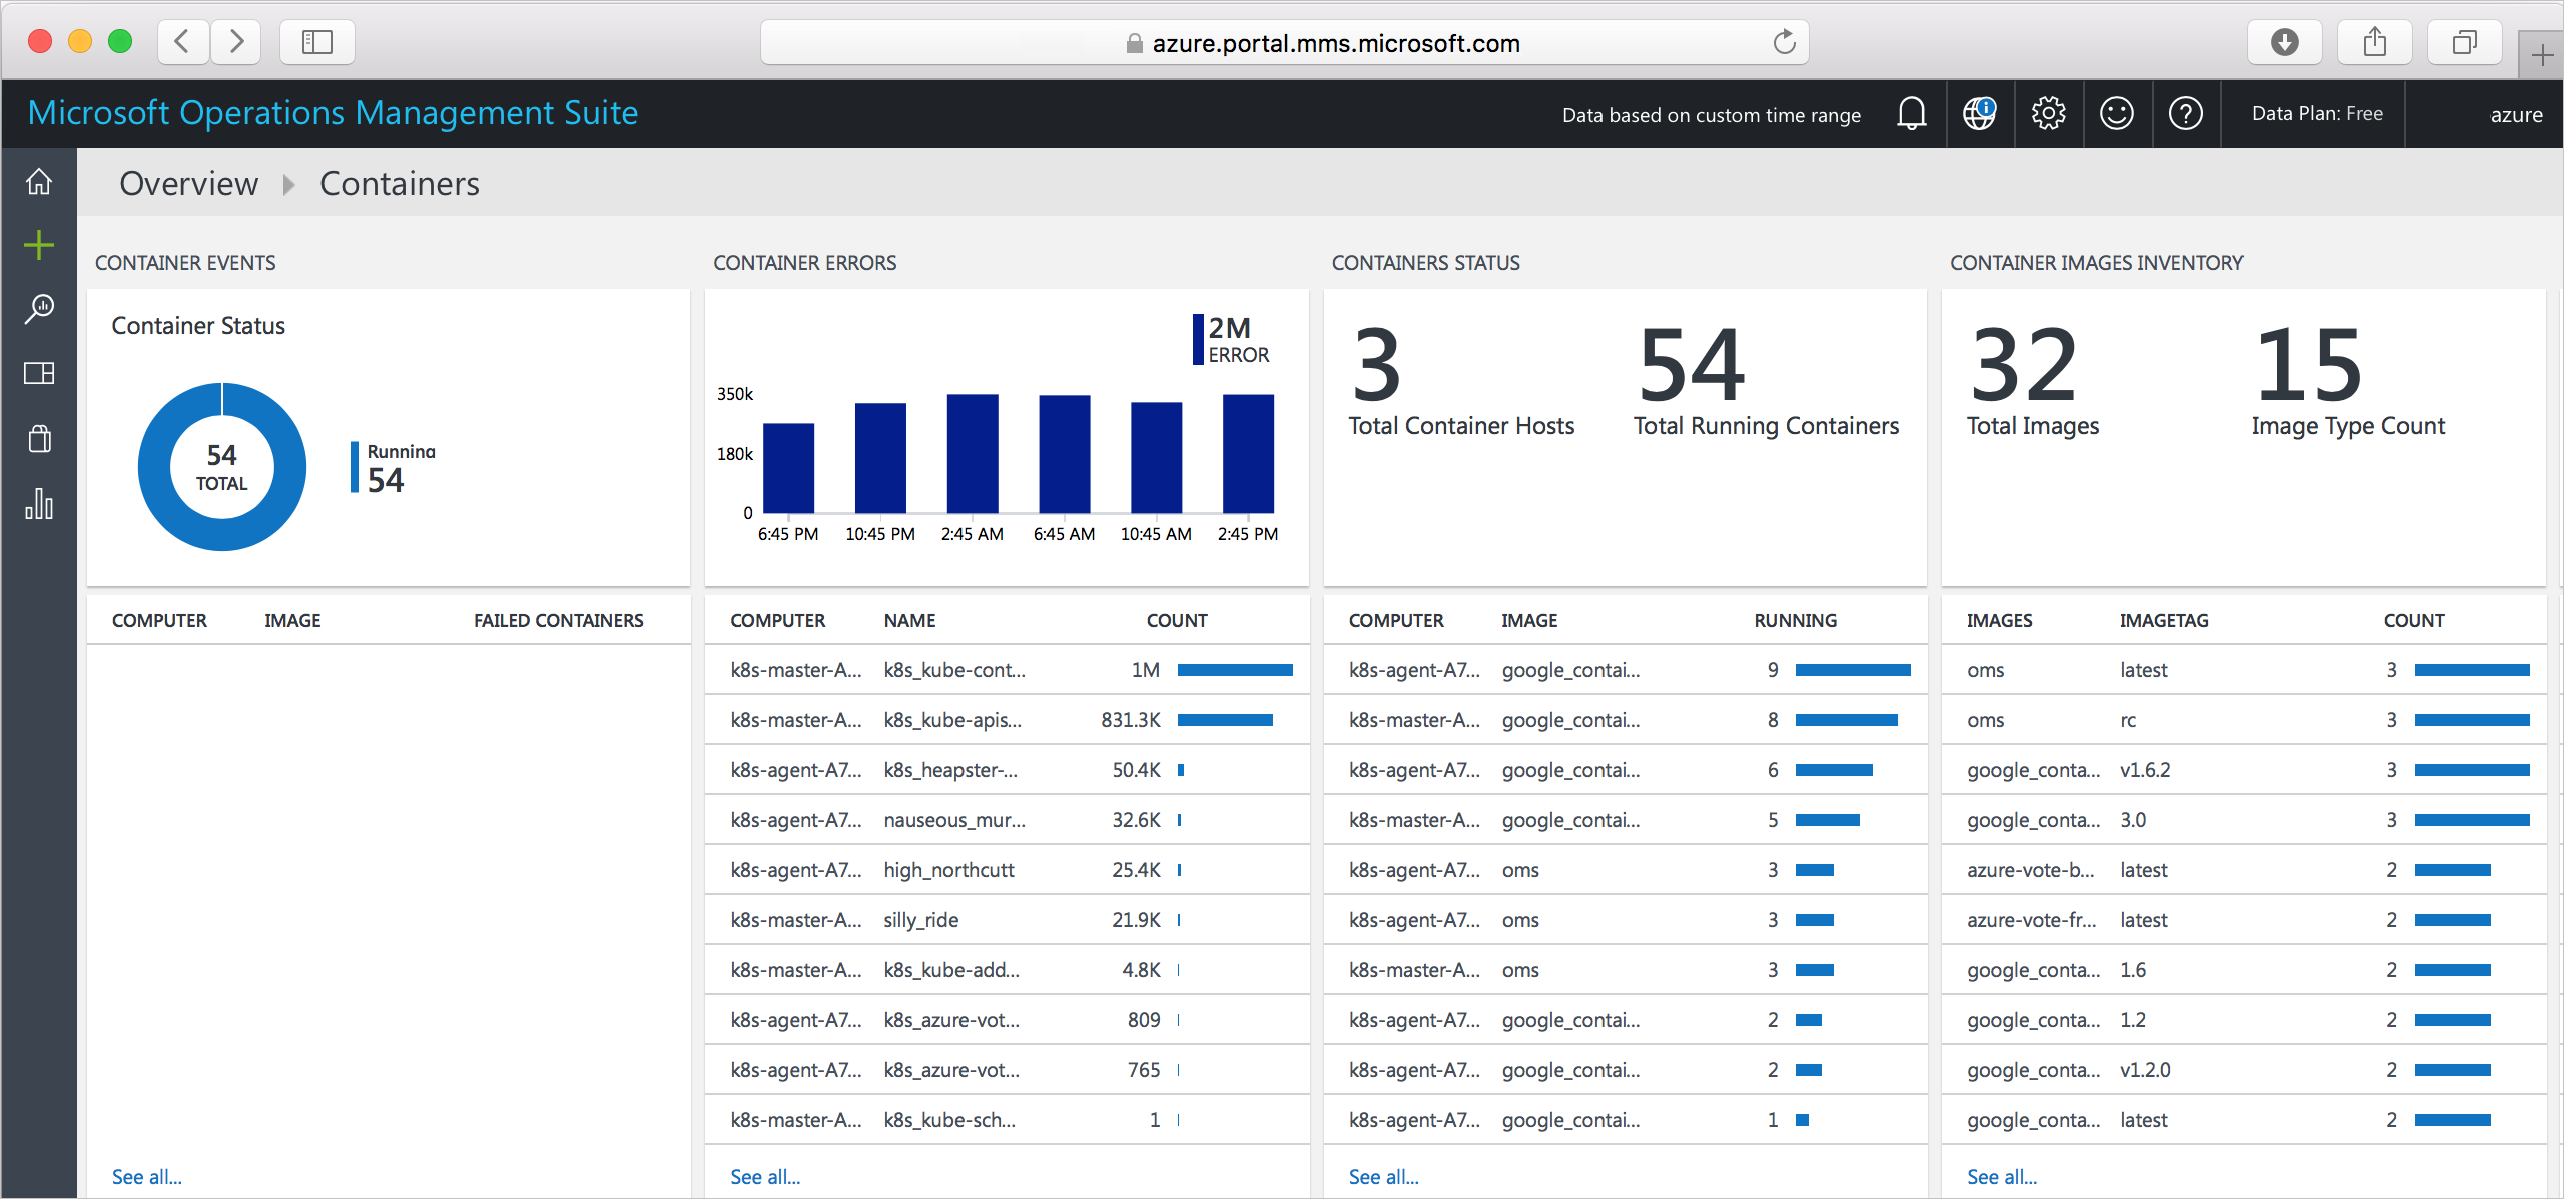 azure.portal.mms.microsoft.com
Microsoft Operations Management Suite
Data based on custom time range
Data Plan: Free
azure
Overview
Containers
CONTAINER EVENTS
Container Status
54
TOTAL
Running
54
COMPUTER IMAGE FAILED CONTAINERS
See all...
CONTAINER ERRORS
2M
ERROR
350k
180k
0
6:45 PM 10:45 PM 2:45 AM 6:45 AM 10:45 AM 2:45 PM
COMPUTER NAME COUNT
k8s-master-A... k8s_kube-cont... 1M
k8s-master-A... k8s_kube-apis... 831.3K
k8s-agent-A7... k8s_heapster-... 50.4K
k8s-agent-A7... nauseous_mur... 32.6K
k8s-agent-A7... high_northcutt 25.4K
k8s-master-A... silly_ride 21.9K
k8s-master-A... k8s_kube-add... 4.8K
k8s-agent-A7... k8s_azure-vot... 809
k8s-agent-A7... k8s_azure-vot... 765
k8s-master-A... k8s_kube-sch... 1
See all...
CONTAINERS STATUS
3 54
Total Container Hosts Total Running Containers
COMPUTER IMAGE RUNNING
k8s-agent-A7... google_contai... 9
k8s-master-A... google_contai... 8
k8s-agent-A7... google_contai... 6
k8s-master-A... google_contai... 5
k8s-agent-A7... oms 3
k8s-agent-A7... oms 3
k8s-master-A... oms 3
k8s-agent-A7... google_contai... 2
k8s-agent-A7... google_contai... 2
k8s-agent-A7... google_contai... 1
See all...
CONTAINER IMAGES INVENTORY
32 15
Total Images Image Type Count
IMAGES IMAGETAG COUNT
oms latest 3
oms rc 3
google_conta... v1.6.2 3
google_conta... 3.0 3
azure-vote-b... latest 2
azure-vote-fr... latest 2
google_conta... 1.6 2
google_conta... 1.2 2
google_conta... v1.2.0 2
google_conta... latest 2
See all...